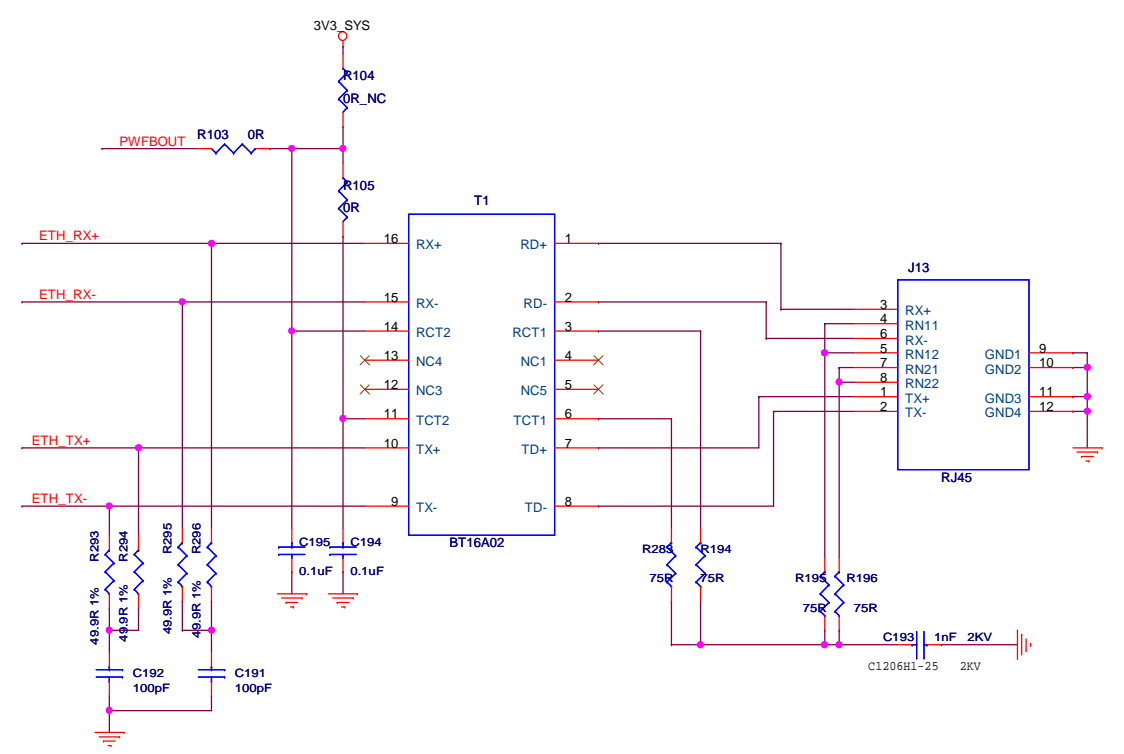 3V3_SYS
R104
0R_NC
PWFBOUT
R103 0R
R105
0R
T1
ETH_RX+
16 RX+ RD+ 1
J13
ETH_RX-
15 RX- RD- 2
3 RX+
4 RN11
14 RCT2 RCT1 3
6 RX-
5 RN12 GND1 9
13 NC4 NC1 4
7 RN21 GND2 10
8 RN22
12 NC3 NC5 5
1 TX+ GND3 11
2 TX- GND4 12
11 TCT2 TCT1 6
ETH_TX+
10 TX+ TD+ 7
RJ45
ETH_TX-
9 TX- TD- 8
BT16A02
R293
49.9R 1%
R294
49.9R 1%
R295
49.9R 1%
R296
49.9R 1%
C195
0.1uF
C194
0.1uF
R194
75R
75R
R195
75R
R196
75R
C193 1nF 2KV
C1206H1-25 2KV
C192
100pF
C191
100pF